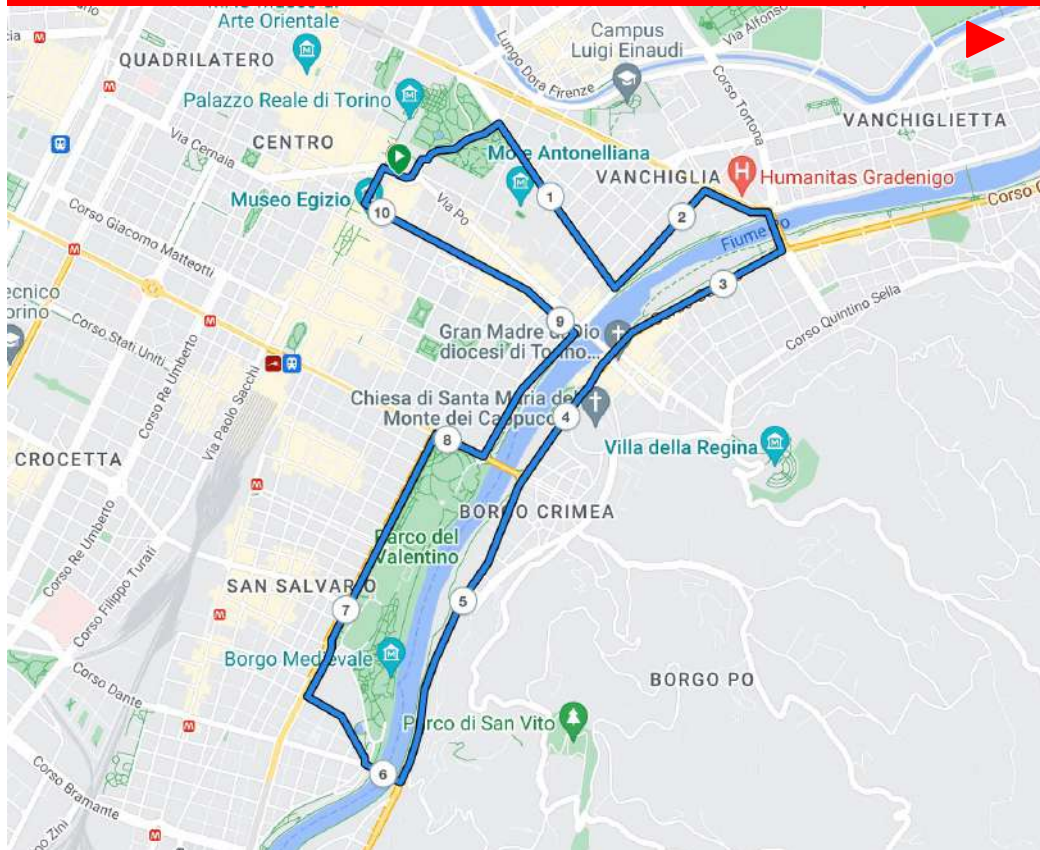 Arte Orientale
QUADRILATERO
Palazzo Reale di Torino
CENTRO
Via Cernaia
Museo Egizio
Via Po
Mole Antonelliana
Campus
Luigi Einaudi
Lungo Dora Firenze
Via Alfonso
Corso Tortona
VANCHIGLIETTA
VANCHIGLIA
H
Humanitas Gradenigo
Corso
Fiume Po
1
2
3
10
9
Corso Giacomo Matteotti
Corso Stati Uniti
Corso Re Umberto
Via Paolo Sacchi
Gran Madre di Dio
diocesi di Torino...
Corso Quintino Sella
Chiesa di Santa Maria del
Monte dei Cappucc
4
8
Villa della Regina
CROCETTA
BORGO CRIMEA
Parco del
Valentino
Corso Re Umberto
Corso Filippo Turati
SAN SALVARIO
7
5
Borgo Medievale
BORGO PO
Corso Dante
Parco di San Vito
6
Corso Bramante
Zini
M